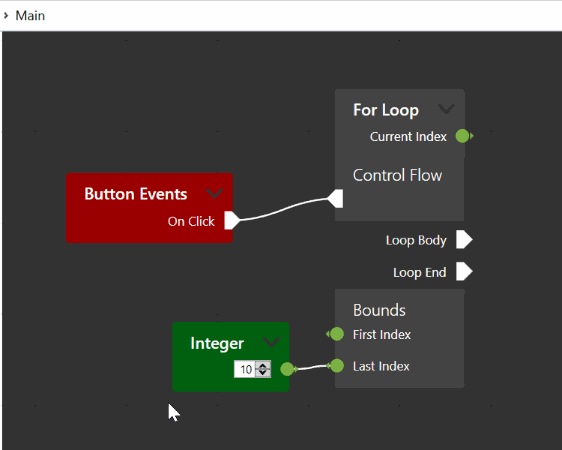 Main
For Loop
Current Index
Control Flow
Button Events
On Click
Loop Body
Loop End
Bounds
First Index
Integer
10
Last Index